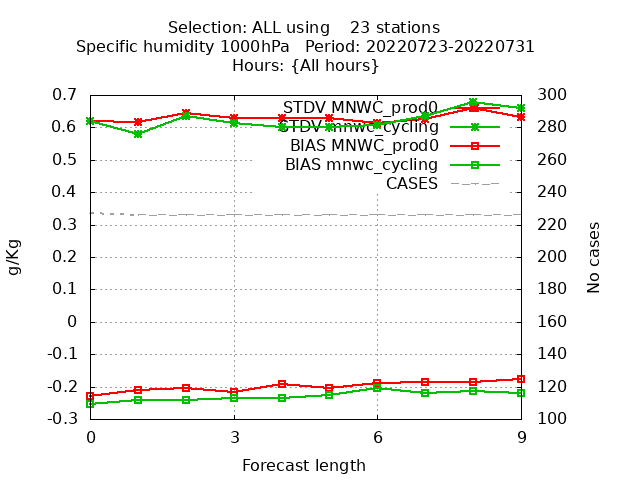 Selection: ALL using    23 stations
Specific humidity 1000hPa   Period: 20220723-20220731
Hours: {All hours}
0.7
0.6
0.5
0.4
0.3
0.2
0.1
0
-0.1
-0.2
-0.3
g/Kg
STDV MNWC_prod0
STDV mnwc_cycling
BIAS MNWC_prod0
BIAS mnwc_cycling
CASES
300
280
260
240
220
200
180
160
140
120
100
No cases
0
3
6
9
Forecast length